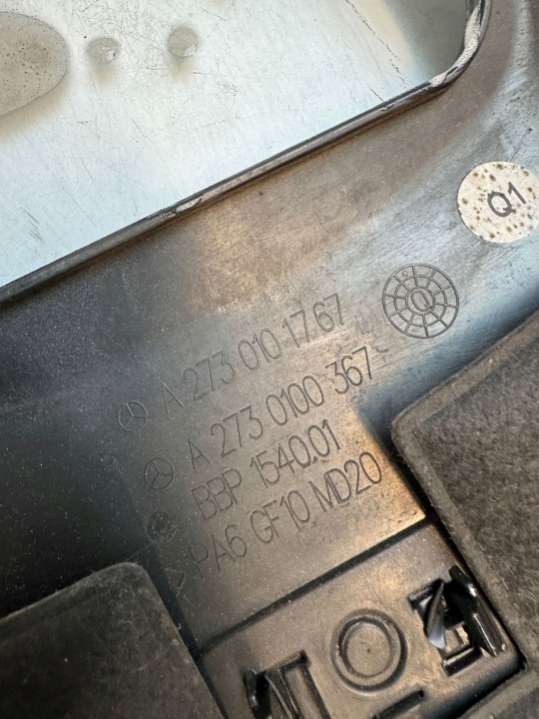 Q1
A 273 010 17.67
A 273 0100 367
BBP 1540.01
>PA6 GF10 MD20